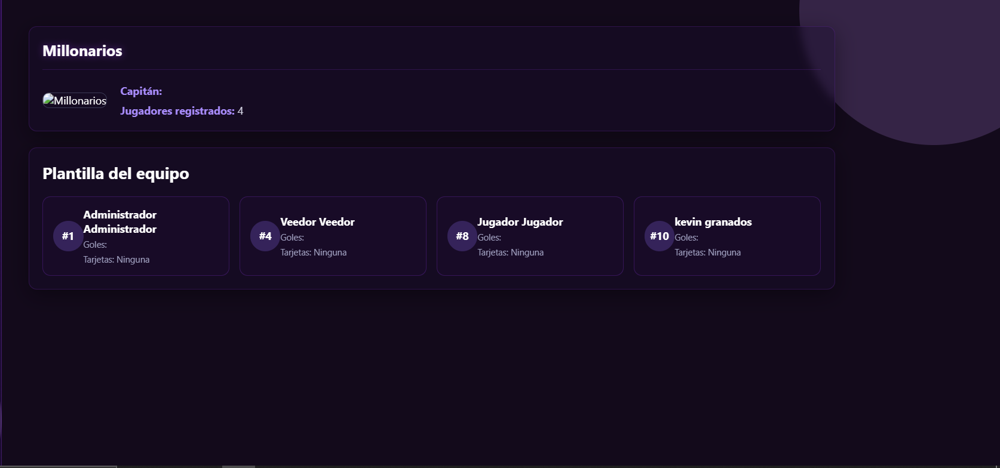 Millonarios
Millonarios
Capitán:
Jugadores registrados: 4
Plantilla del equipo
#1
Administrador
Administrador
Goles:
Tarjetas: Ninguna
#4
Veedor Veedor
Goles:
Tarjetas: Ninguna
#8
Jugador Jugador
Goles:
Tarjetas: Ninguna
#10
kevin granados
Goles:
Tarjetas: Ninguna